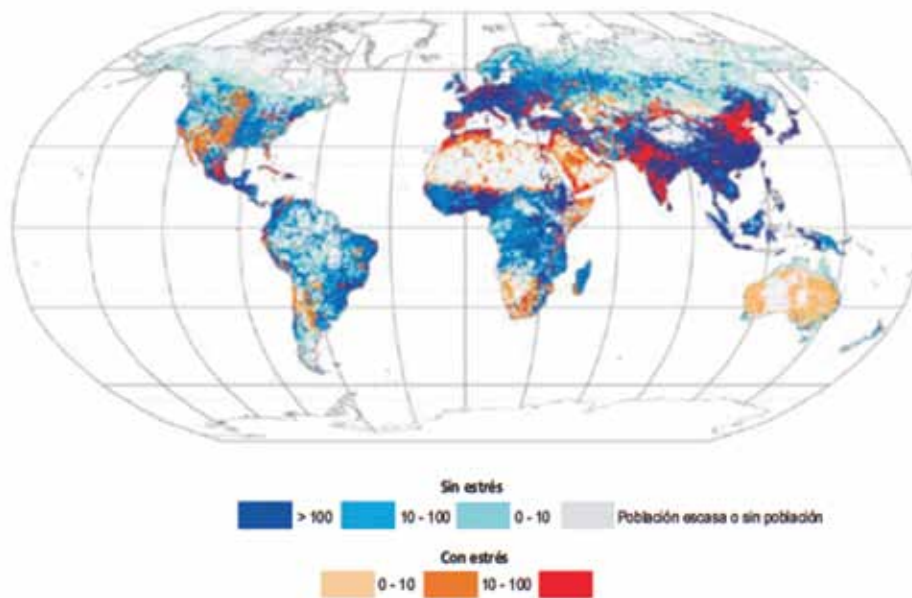 Sin estrés
> 100 10 - 100 0 - 10 Población escasa o sin población
Con estrés
0 - 10 10 - 100